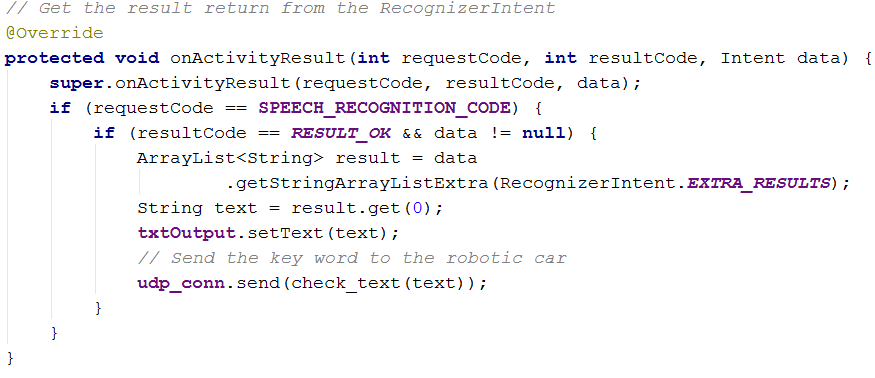 // Get the result return from the RecognizerIntent
@Override
protected void onActivityResult(int requestCode, int resultCode, Intent data) {
    super.onActivityResult(requestCode, resultCode, data);
    if (requestCode == SPEECH_RECOGNITION_CODE) {
        if (resultCode == RESULT_OK && data != null) {
            ArrayList<String> result = data
                    .getStringArrayListExtra(RecognizerIntent.EXTRA_RESULTS);
            String text = result.get(0);
            txtOutput.setText(text);
            // Send the key word to the robotic car
            udp_conn.send(check_text(text));
        }
    }
}